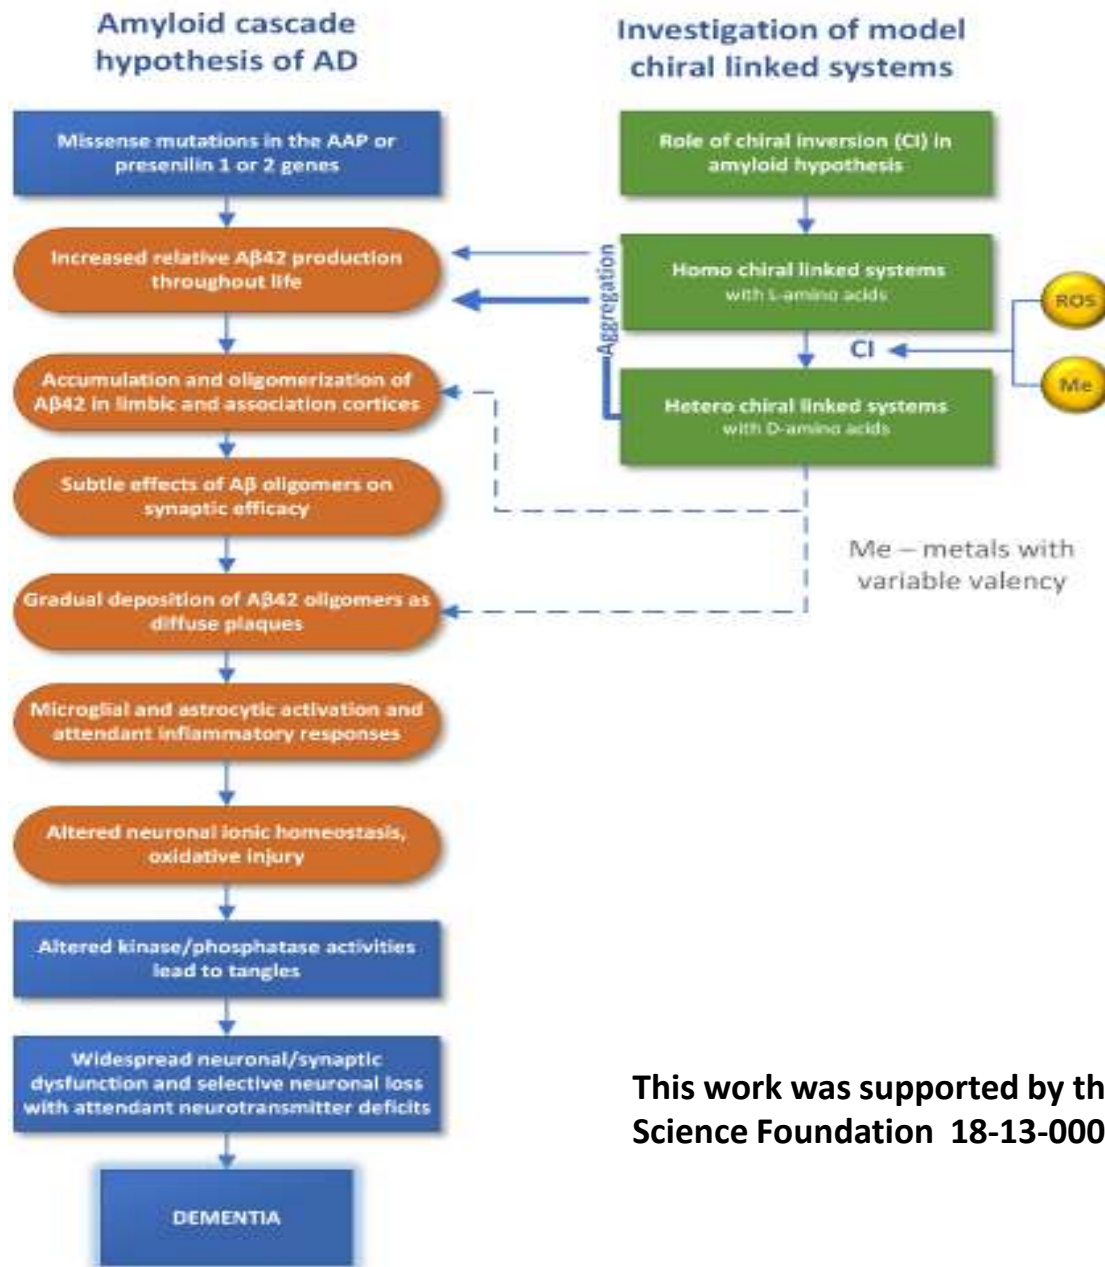 Amyloid cascade
hypothesis of AD
Missense mutations in the AAP or
presenilin 1 or 2 genes
Increased relative Aβ42 production
throughout life
Accumulation and oligomerization of
Aβ42 in limbic and association cortices
Subtle effects of Aβ oligomers on
synaptic efficacy
Gradual deposition of Aβ42 oligomers as
diffuse plaques
Microglial and astrocytic activation and
attendant inflammatory responses
Altered neuronal ionic homeostasis,
oxidative injury
Altered kinase/phosphatase activities
lead to tangles
Widespread neuronal/synaptic
dysfunction and selective neuronal loss
with attendant neurotransmitter deficits
DEMENTIA
Investigation of model
chiral linked systems
Role of chiral inversion (CI) in
amyloid hypothesis
Homo chiral linked systems
with L-amino acids
Aggregation
CI
ROS
Me
Hetero chiral linked systems
with D-amino acids
Me – metals with
variable valency
This work was supported by th
Science Foundation 18-13-000